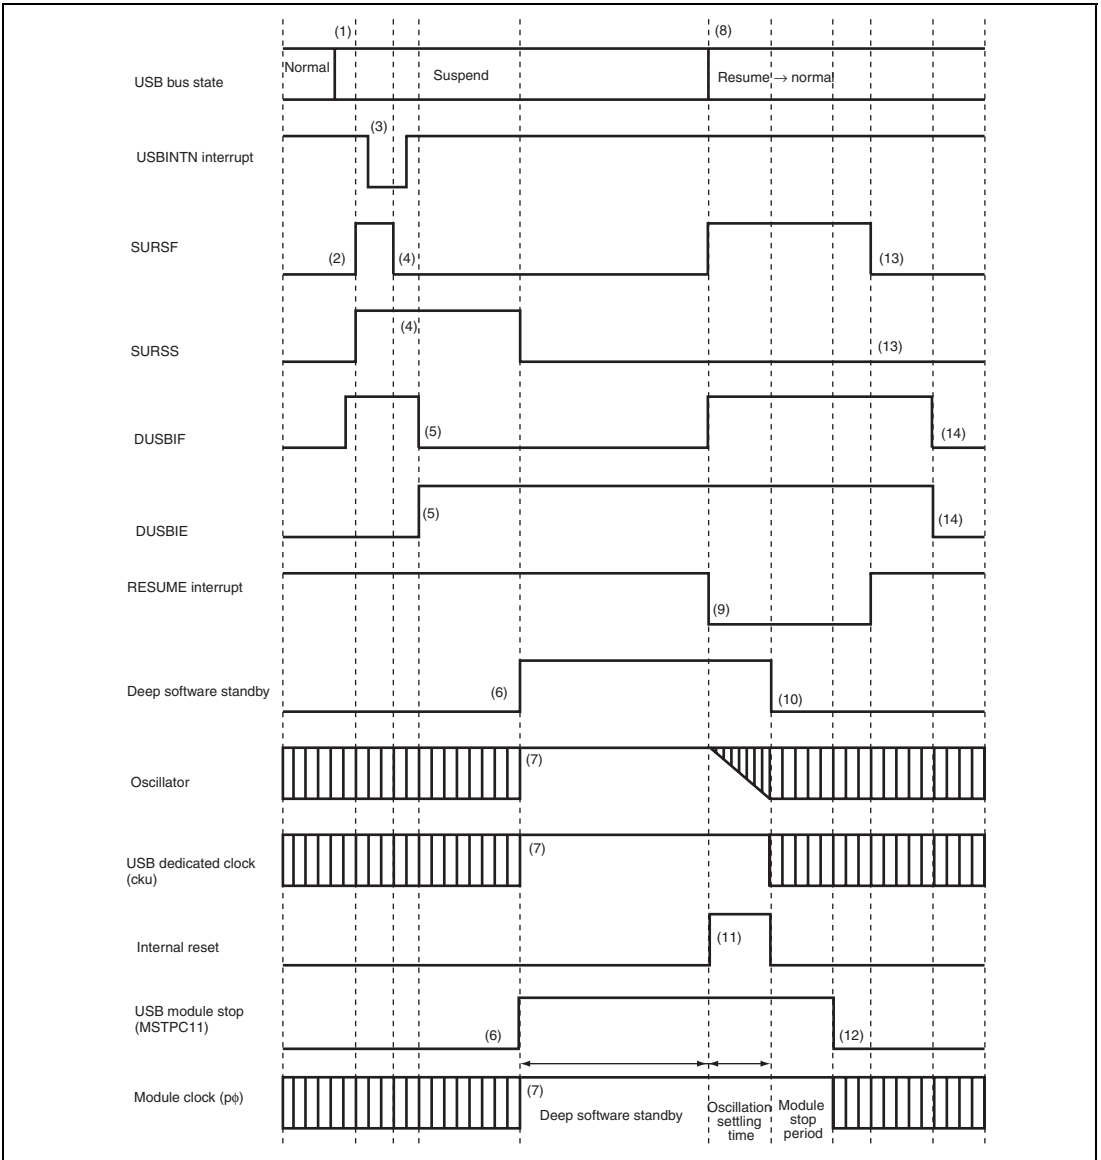 (1)
(8)
Normal
Suspend
Resume → normal
USB bus state
(3)
USBINTN interrupt
SURSF
(2)
(4)
(13)
(4)
SURSS
(13)
DUSBIF
(5)
(14)
(5)
(14)
DUSBIE
RESUME interrupt
(9)
Deep software standby
(6)
(10)
(7)
Oscillator
(7)
USB dedicated clock
(cku)
(11)
Internal reset
USB module stop
(MSTPC11)
(6)
(12)
(7)
Module clock (pφ)
Deep software standby
Oscillation
settling
time
Module
stop
period